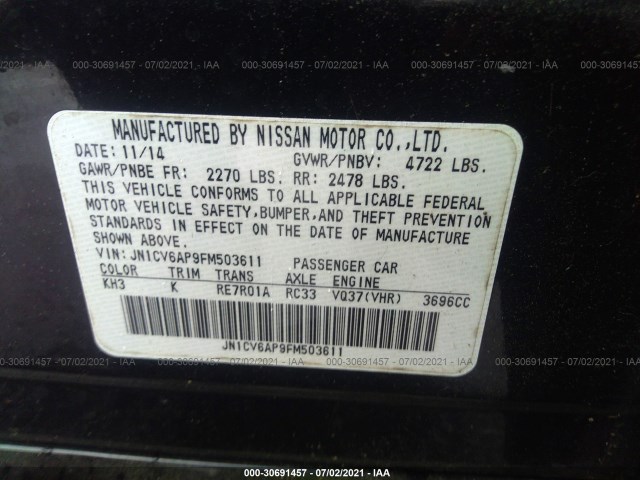 000-30691457 - 07/02/2021 - IAA
MANUFACTURED BY NISSAN MOTOR CO.,LTD.
DATE: 11/14 GVWR/PNBV: 4722 LBS.
GAWR/PNBE FR: 2270 LBS. RR: 2478 LBS.
THIS VEHICLE CONFORMS TO ALL APPLICABLE FEDERAL
MOTOR VEHICLE SAFETY,BUMPER,AND THEFT PREVENTION
STANDARDS IN EFFECT ON THE DATE OF MANUFACTURE
SHOWN ABOVE.
VIN: JN1CV6AP9FM503611 PASSENGER CAR
COLOR TRIM TRANS AXLE ENGINE
KH3 K RE7R01A RC33 VQ37(VHR) 3696CC
JN1CV6AP9FM503611
000-30691457 - 07/02/2021 - IAA